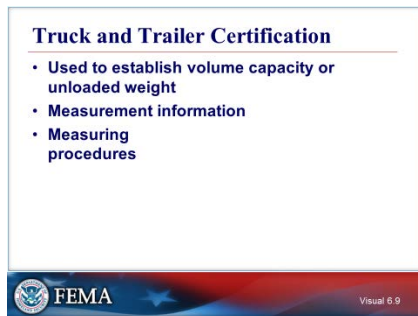 Truck and Trailer Certification
• Used to establish volume capacity or
unloaded weight
• Measurement information
• Measuring
procedures
FEMA
Visual 6.9